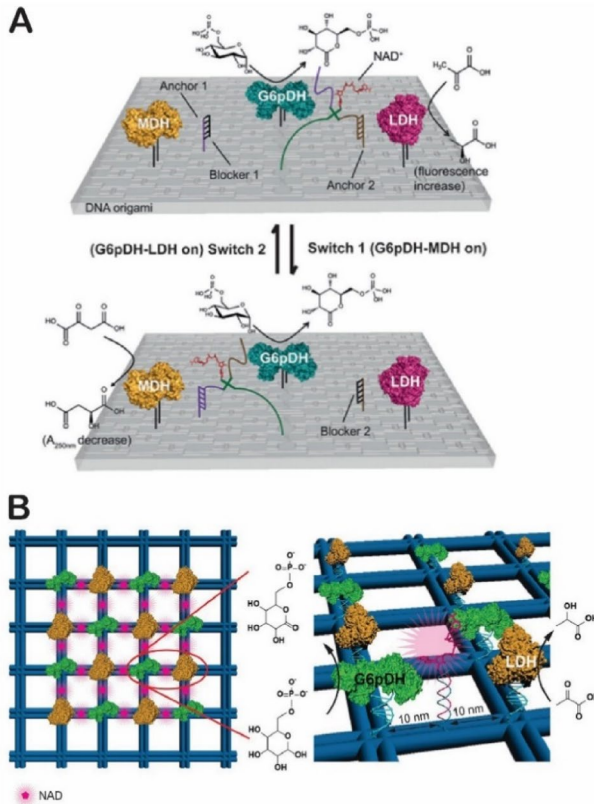 A
Anchor 1
NAD⁺
G6pDH
MDH
LDH
Blocker 1
Anchor 2
(fluorescence
increase)
DNA origami
(G6pDH-LDH on) Switch 2
Switch 1 (G6pDH-MDH on)
G6pDH
MDH
LDH
Blocker 2
(A250nm decrease)
B
G6pDH
LDH
10 nm
10 nm
NAD